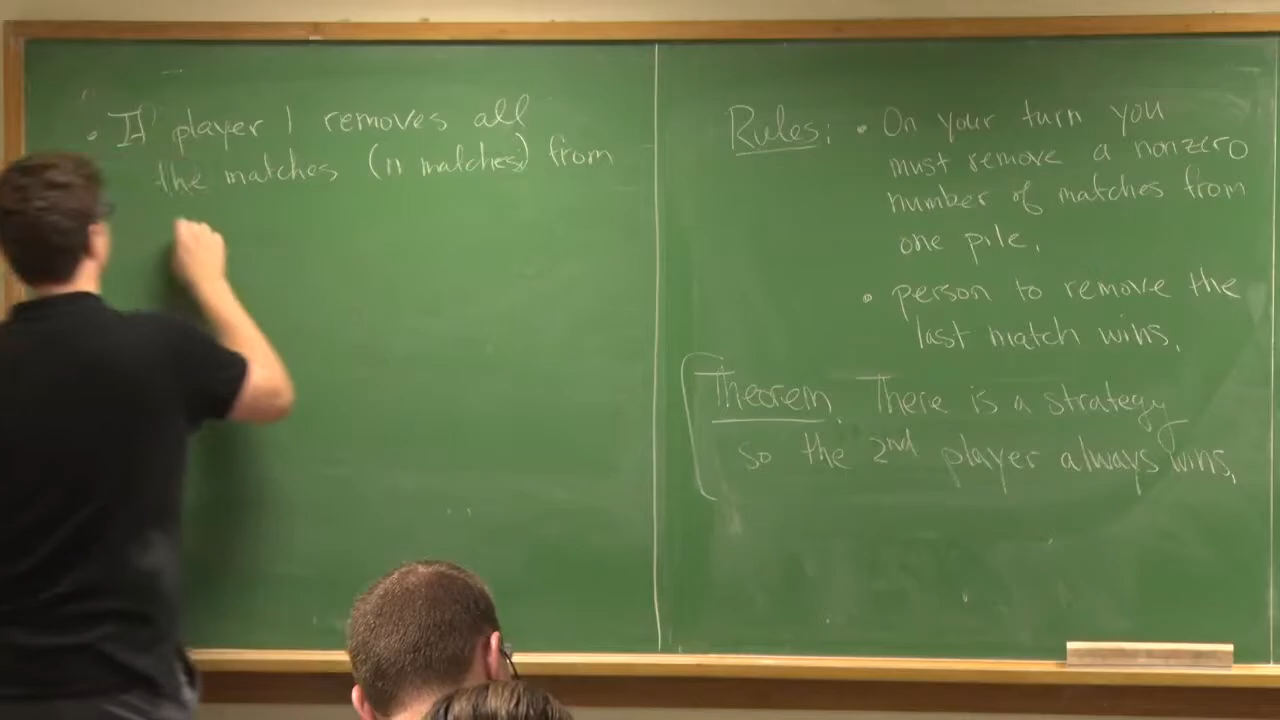 • If player 1 removes all
the matches (n matches) from
Rules: • On your turn you
must remove a nonzero
number of matches from
one pile.
• person to remove the
last match wins.
Theorem. There is a strategy
so the 2nd player always wins.